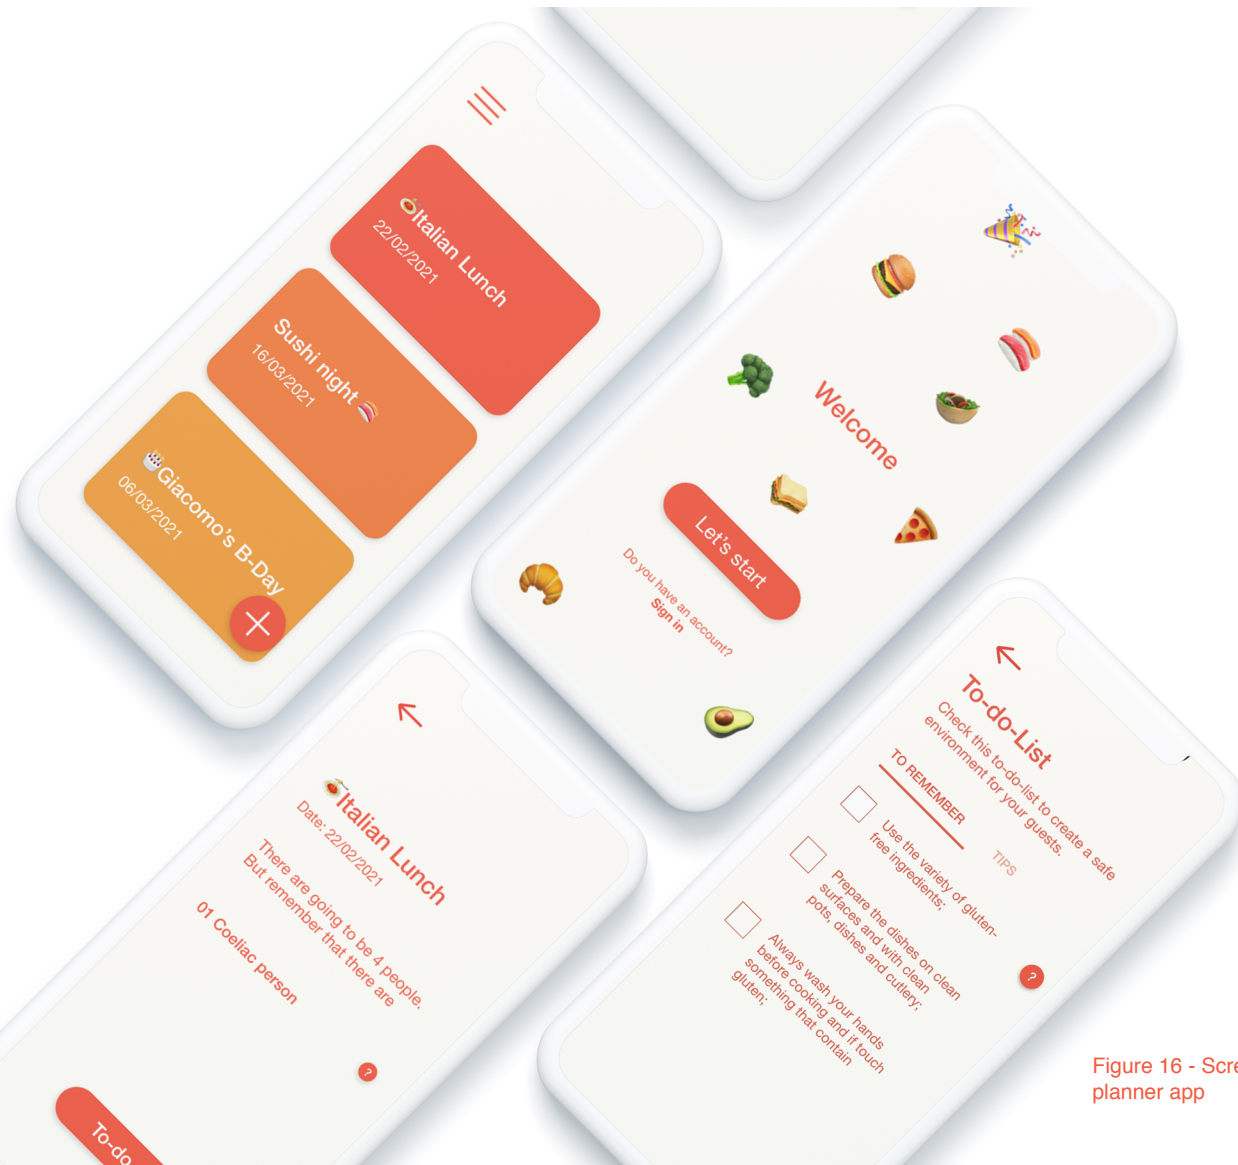 Italian Lunch
22/02/2021
Sushi night
16/03/2021
Giacomo's B-Day
06/03/2021
Welcome
Let's start
Do you have an account?
Sign in
Italian Lunch
Date: 22/02/2021
There are going to be 4 people.
But remember that there are
01 Coeliac person
?
To-do
To-do-List
Check this to-do-list to create a safe
environment for your guests.
TO REMEMBER
TIPS
Use the variety of gluten-
free ingredients;
Prepare the dishes on clean
surfaces and with clean
pots, dishes and cutlery;
Always wash your hands
before cooking and if touch
something that contain
gluten;
?
Figure 16 - Scre
planner app